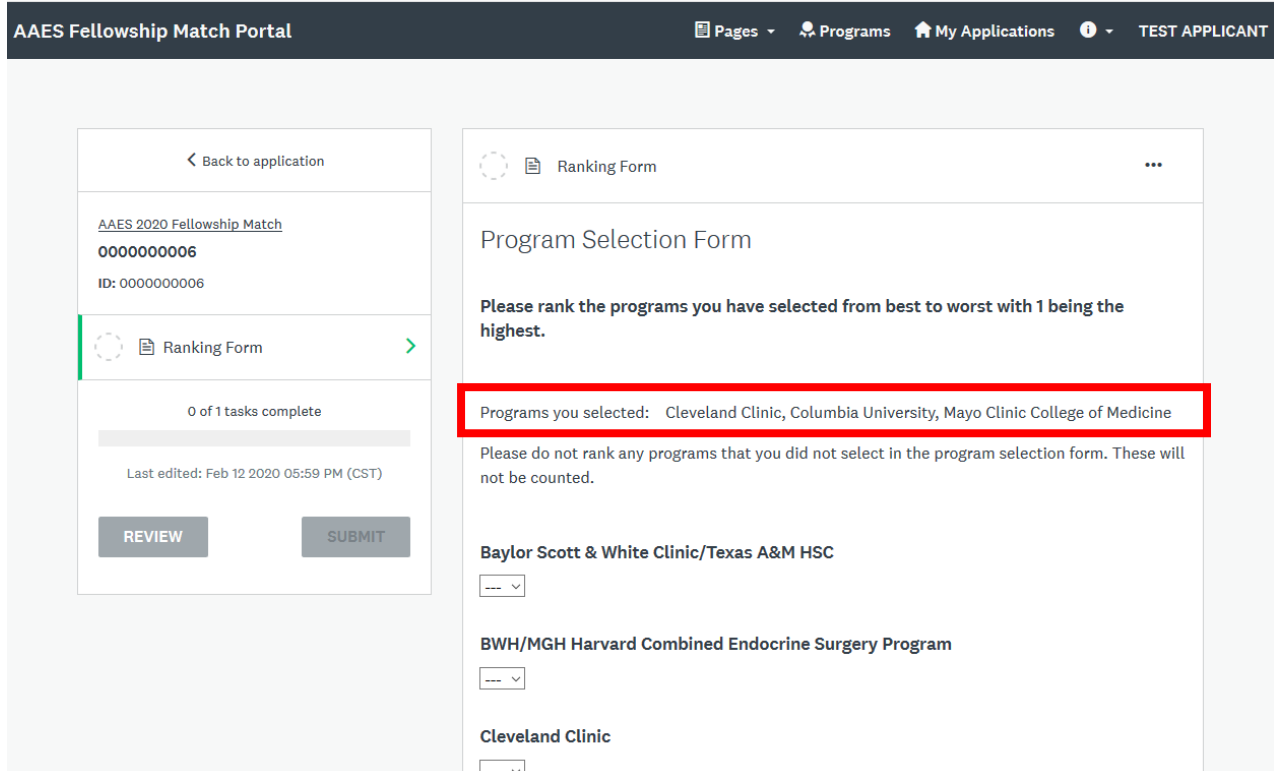 AAES Fellowship Match Portal
Pages
Programs
My Applications
TEST APPLICANT
Back to application
AAES 2020 Fellowship Match
0000000006
ID: 0000000006
Ranking Form
0 of 1 tasks complete
Last edited: Feb 12 2020 05:59 PM (CST)
REVIEW
SUBMIT
Ranking Form
Program Selection Form
Please rank the programs you have selected from best to worst with 1 being the
highest.
Programs you selected: Cleveland Clinic, Columbia University, Mayo Clinic College of Medicine
Please do not rank any programs that you did not select in the program selection form. These will
not be counted.
Baylor Scott & White Clinic/Texas A&M HSC
---
BWH/MGH Harvard Combined Endocrine Surgery Program
---
Cleveland Clinic